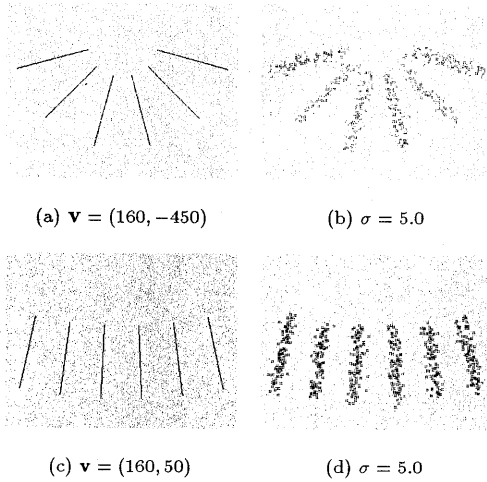 (a) v = (160, −450)
(b) σ = 5.0
(c) v = (160, 50)
(d) σ = 5.0